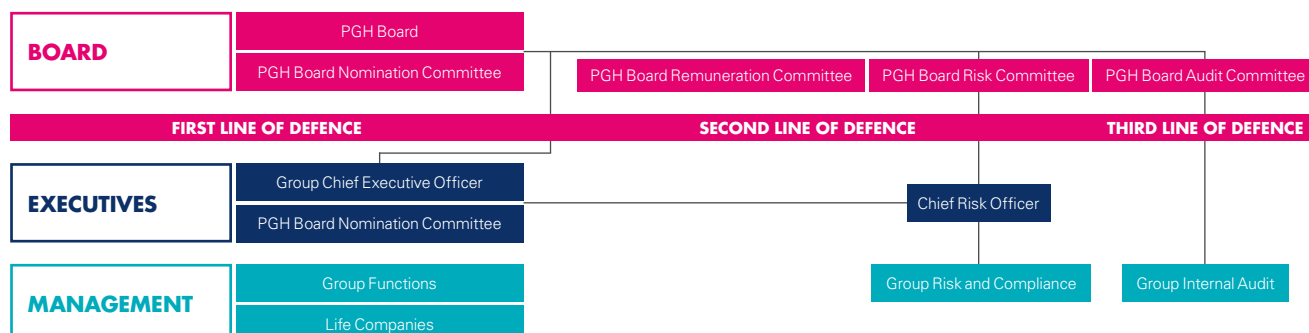 BOARD
PGH Board
PGH Board Nomination Committee
PGH Board Remuneration Committee
PGH Board Risk Committee
PGH Board Audit Committee
FIRST LINE OF DEFENCE
SECOND LINE OF DEFENCE
THIRD LINE OF DEFENCE
EXECUTIVES
Group Chief Executive Officer
PGH Board Nomination Committee
Chief Risk Officer
MANAGEMENT
Group Functions
Life Companies
Group Risk and Compliance
Group Internal Audit